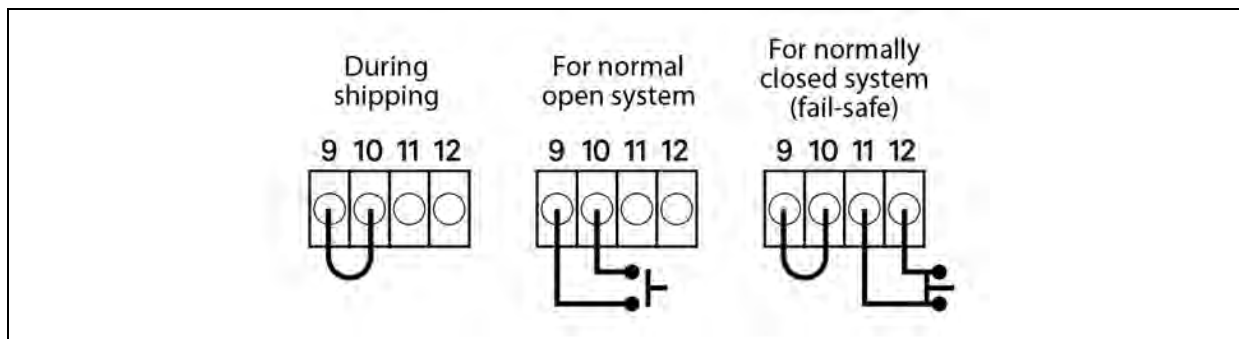 During
shipping
9 10 11 12
For normal
open system
9 10 11 12
For normally
closed system
(fail-safe)
9 10 11 12